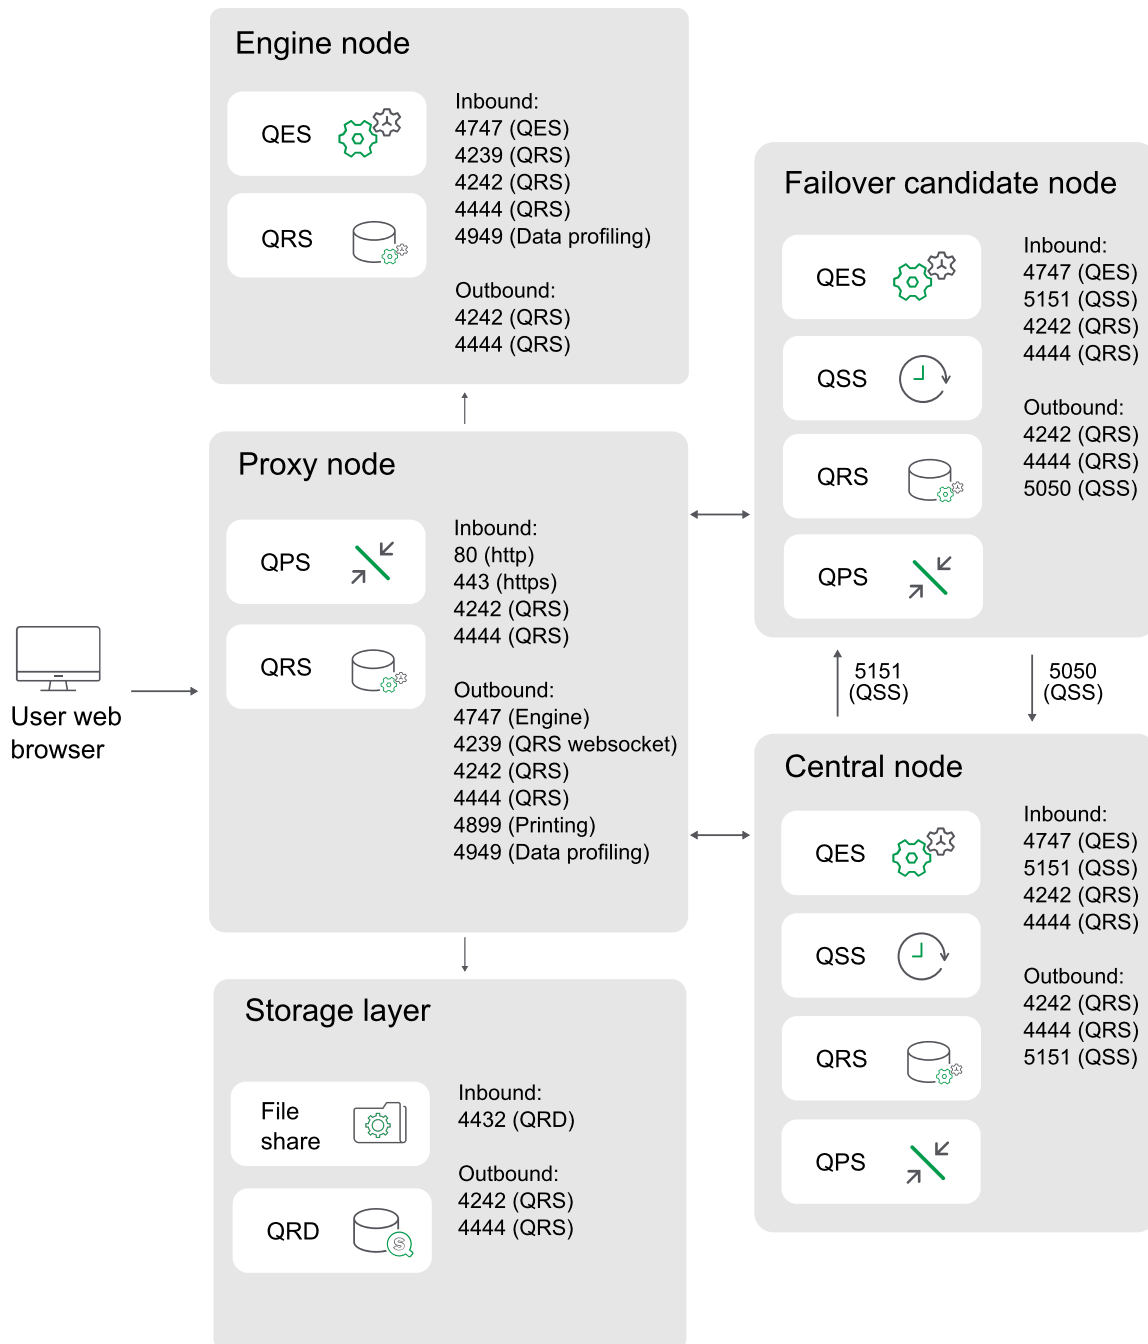 Engine node
QES
QRS
Inbound:
4747 (QES)
4239 (QRS)
4242 (QRS)
4444 (QRS)
4949 (Data profiling)
Outbound:
4242 (QRS)
4444 (QRS)
Failover candidate node
QES
QSS
QRS
QPS
Inbound:
4747 (QES)
5151 (QSS)
4242 (QRS)
4444 (QRS)
Outbound:
4242 (QRS)
4444 (QRS)
5050 (QSS)
Proxy node
QPS
QRS
Inbound:
80 (http)
443 (https)
4242 (QRS)
4444 (QRS)
Outbound:
4747 (Engine)
4239 (QRS websocket)
4242 (QRS)
4444 (QRS)
4899 (Printing)
4949 (Data profiling)
User web
browser
5151
(QSS)
5050
(QSS)
Central node
QES
QSS
QRS
QPS
Inbound:
4747 (QES)
5151 (QSS)
4242 (QRS)
4444 (QRS)
Outbound:
4242 (QRS)
4444 (QRS)
5151 (QSS)
Storage layer
File
share
QRD
S
Inbound:
4432 (QRD)
Outbound:
4242 (QRS)
4444 (QRS)